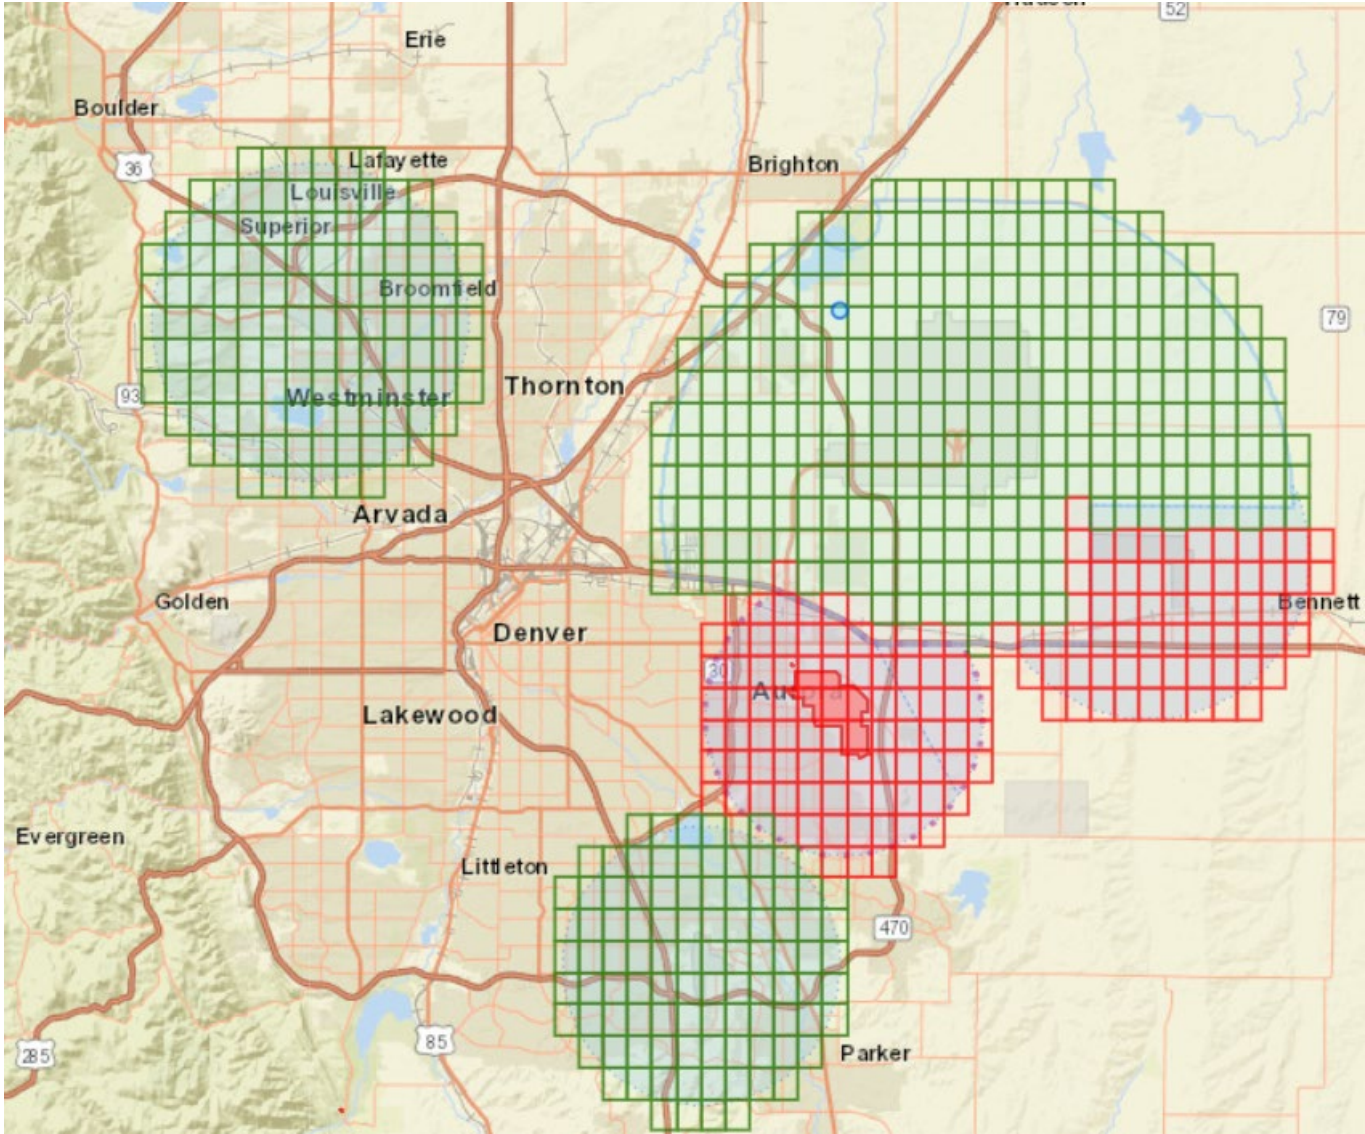 52
Erie
Boulder
Lafayette
Brighton
36
Louisville
Superior
Broomfield
79
Thornton
93
Westminster
Arvada
Golden
Bennett
Denver
30
Lakewood
Evergreen
Littleton
470
85
Parker
285